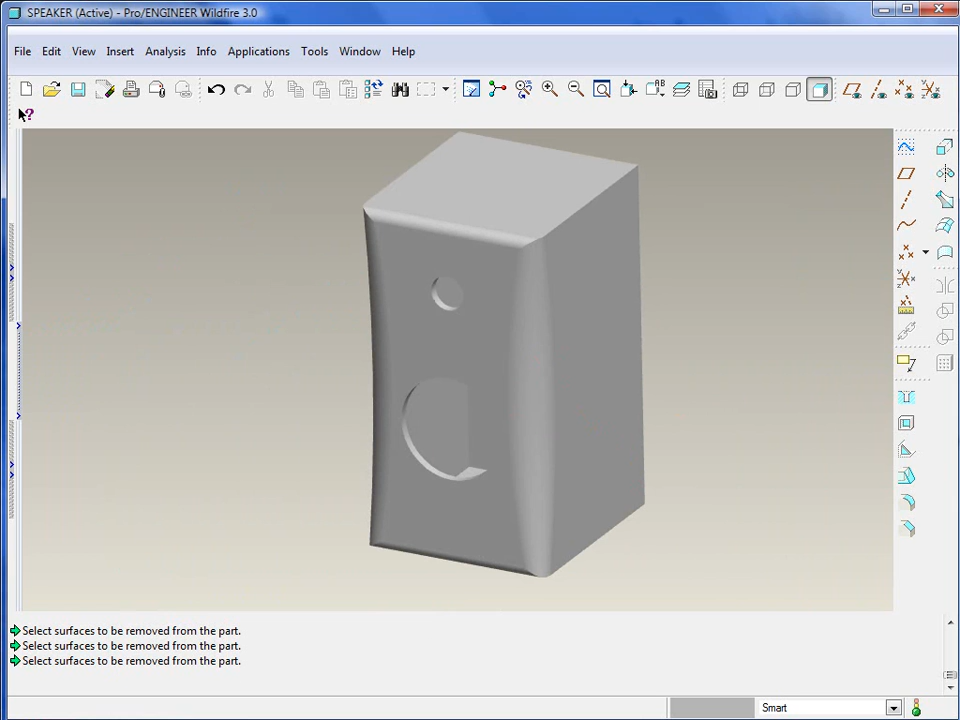 SPEAKER (Active) - Pro/ENGINEER Wildfire 3.0
File Edit View Insert Analysis Info Applications Tools Window Help
Select surfaces to be removed from the part.
Select surfaces to be removed from the part.
Select surfaces to be removed from the part.
Smart